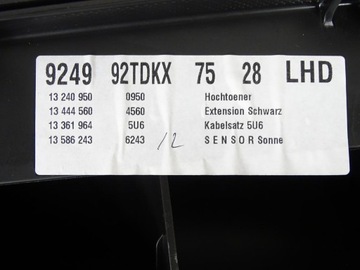 9249 92TDKX 75 28 LHD
13 240 950 0950 Hochtoener
13 444 560 4560 Extension Schwarz
13 361 964 5U6 Kabelsatz 5U6
13 586 243 6243 12 SENSOR Sonne